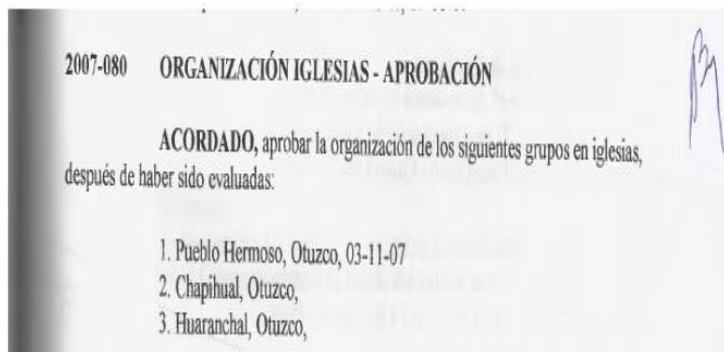 2007-080 ORGANIZACIÓN IGLESIAS - APROBACIÓN
ACORDADO, aprobar la organización de los siguientes grupos en iglesias,
después de haber sido evaluadas:
1. Pueblo Hermoso, Otuzco, 03-11-07
2. Chapihual, Otuzco,
3. Huaranchal, Otuzco,